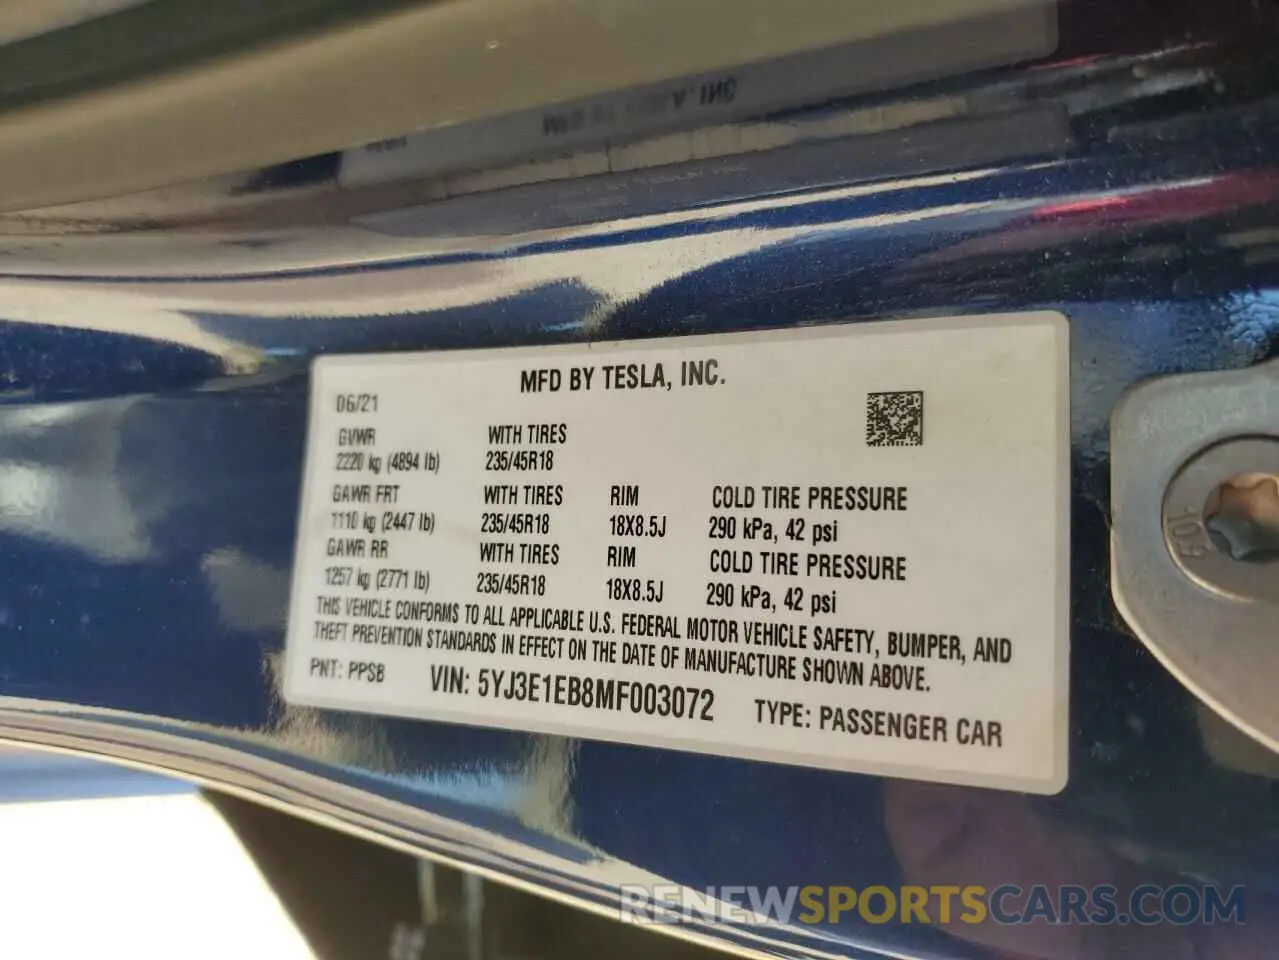 MFD BY TESLA, INC.
06/21
GVWR WITH TIRES
2220 kg (4894 lb) 235/45R18
GAWR FRT WITH TIRES RIM COLD TIRE PRESSURE
1110 kg (2447 lb) 235/45R18 18X8.5J 290 kPa, 42 psi
GAWR RR WITH TIRES RIM COLD TIRE PRESSURE
1257 kg (2771 lb) 235/45R18 18X8.5J 290 kPa, 42 psi
THIS VEHICLE CONFORMS TO ALL APPLICABLE U.S. FEDERAL MOTOR VEHICLE SAFETY, BUMPER, AND
THEFT PREVENTION STANDARDS IN EFFECT ON THE DATE OF MANUFACTURE SHOWN ABOVE.
PNT: PPSB VIN: 5YJ3E1EB8MF003072 TYPE: PASSENGER CAR
RENEWSPORTSCARS.COM